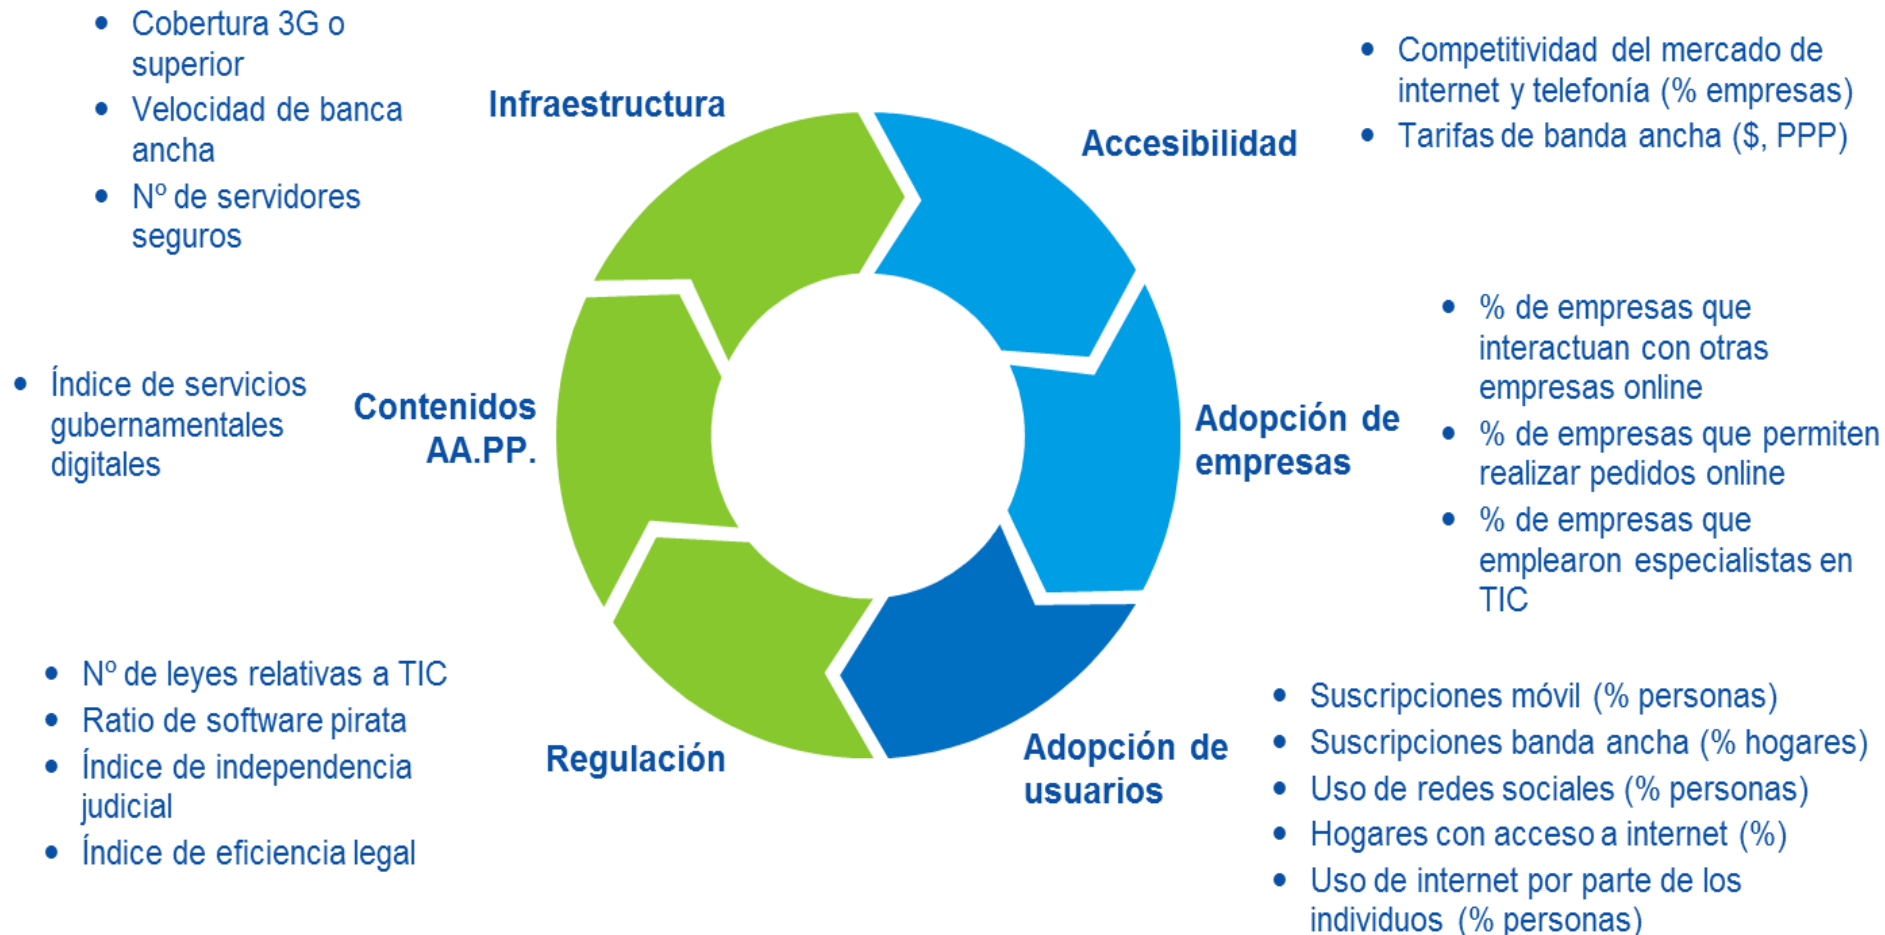 • Cobertura 3G o
superior
• Velocidad de banca
ancha
• Nº de servidores
seguros
Infraestructura
Accesibilidad
• Competitividad del mercado de
internet y telefonía (% empresas)
• Tarifas de banda ancha ($, PPP)
Adopción de
empresas
• % de empresas que
interactuan con otras
empresas online
• % de empresas que permiten
realizar pedidos online
• % de empresas que
emplearon especialistas en
TIC
• Índice de servicios
gubernamentales
digitales
Contenidos
AA.PP.
• Nº de leyes relativas a TIC
• Ratio de software pirata
• Índice de independencia
judicial
• Índice de eficiencia legal
Regulación
Adopción de
usuarios
• Suscripciones móvil (% personas)
• Suscripciones banda ancha (% hogares)
• Uso de redes sociales (% personas)
• Hogares con acceso a internet (%)
• Uso de internet por parte de los
individuos (% personas)